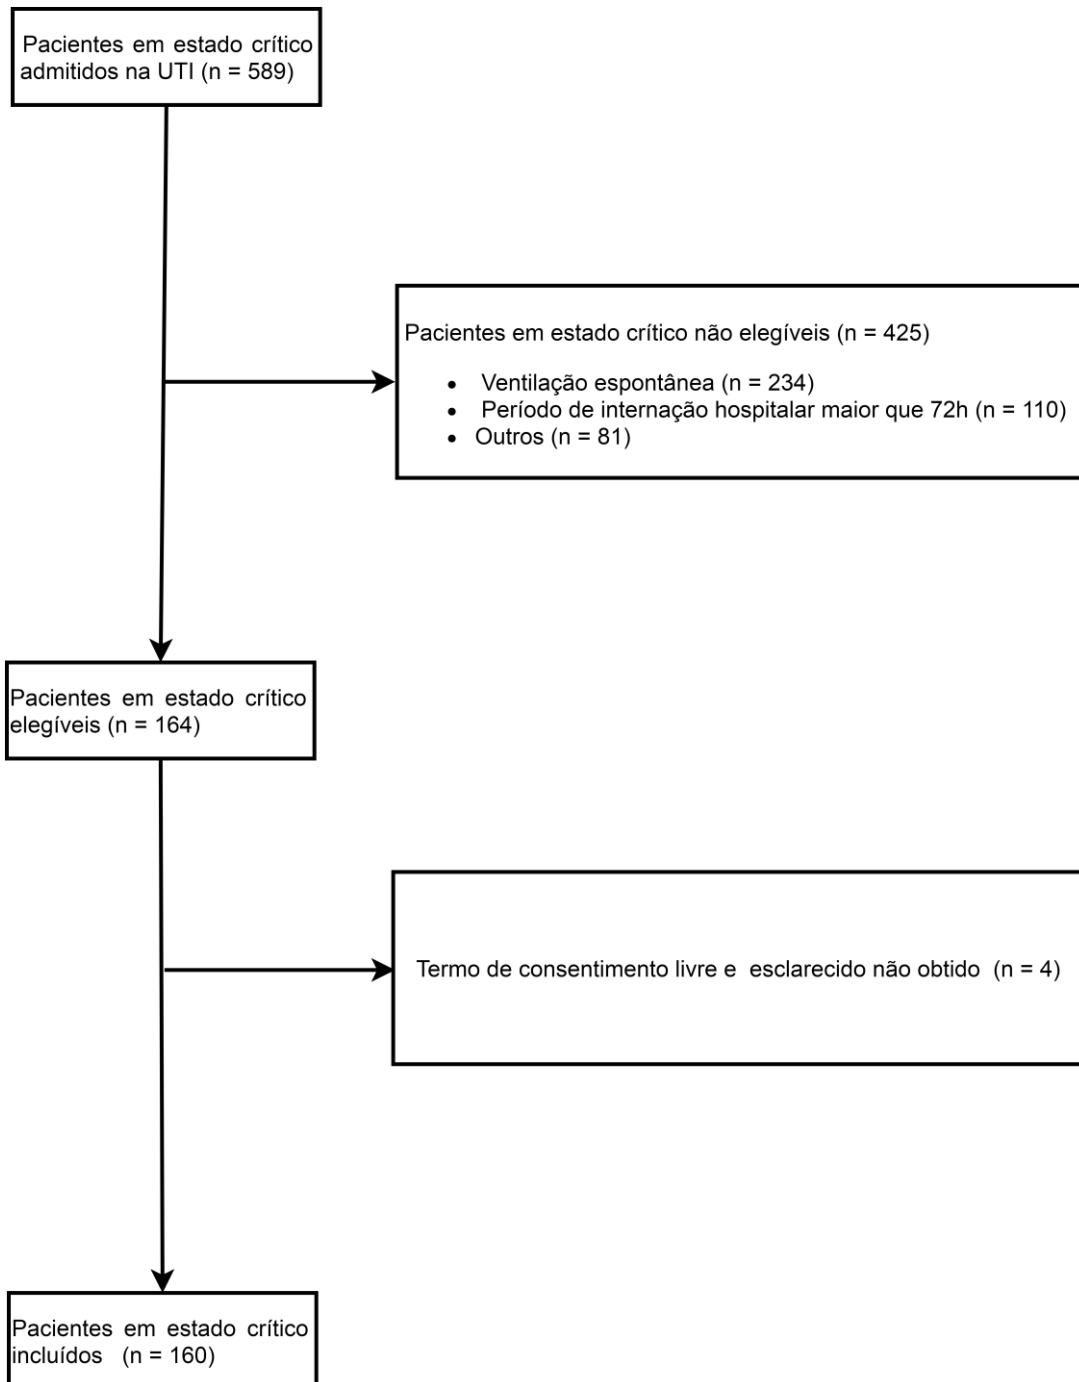 Pacientes em estado crítico
admitidos na UTI (n = 589)
Pacientes em estado crítico não elegíveis (n = 425)
• Ventilação espontânea (n = 234)
• Período de internação hospitalar maior que 72h (n = 110)
• Outros (n = 81)
Pacientes em estado crítico
elegíveis (n = 164)
Termo de consentimento livre e esclarecido não obtido (n = 4)
Pacientes em estado crítico
incluídos (n = 160)